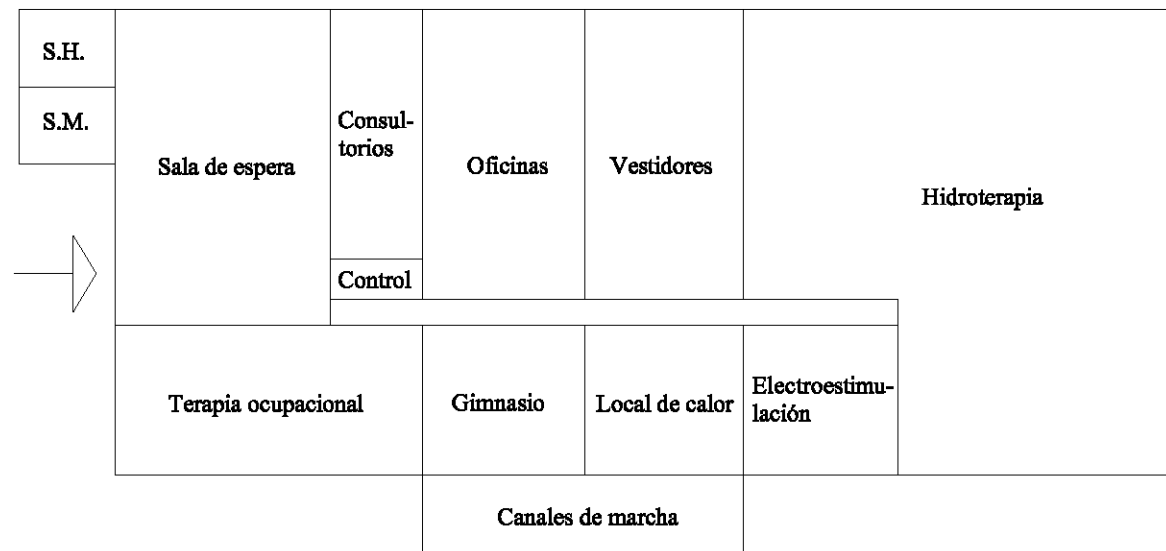 S.H.
S.M.
Sala de espera
Consul-
torios
Control
Oficinas
Vestidores
Hidroterapia
Terapia ocupacional
Gimnasio
Local de calor
Electroestimu-
lación
Canales de marcha